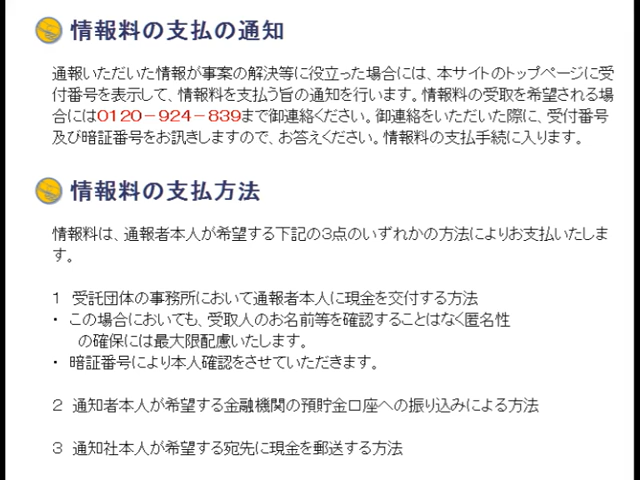 情報料の支払の通知
通報いただいた情報が事案の解決等に役立った場合には、本サイトのトップページに受
付番号を表示して、情報料を支払う旨の通知を行います。情報料の受取を希望される場
合には0120－924－839まで御連絡ください。御連絡をいただいた際に、受付番号
及び暗証番号をお訊きしますので、お答えください。情報料の支払手続に入ります。
情報料の支払方法
情報料は、通報者本人が希望する下記の3点のいずれかの方法によりお支払いたしま
す。
1 受託団体の事務所において通報者本人に現金を交付する方法
・ この場合においても、受取人のお名前等を確認することはなく匿名性
の確保には最大限配慮いたします。
・ 暗証番号により本人確認をさせていただきます。
2 通知者本人が希望する金融機関の預貯金口座への振り込みによる方法
3 通知社本人が希望する宛先に現金を郵送する方法